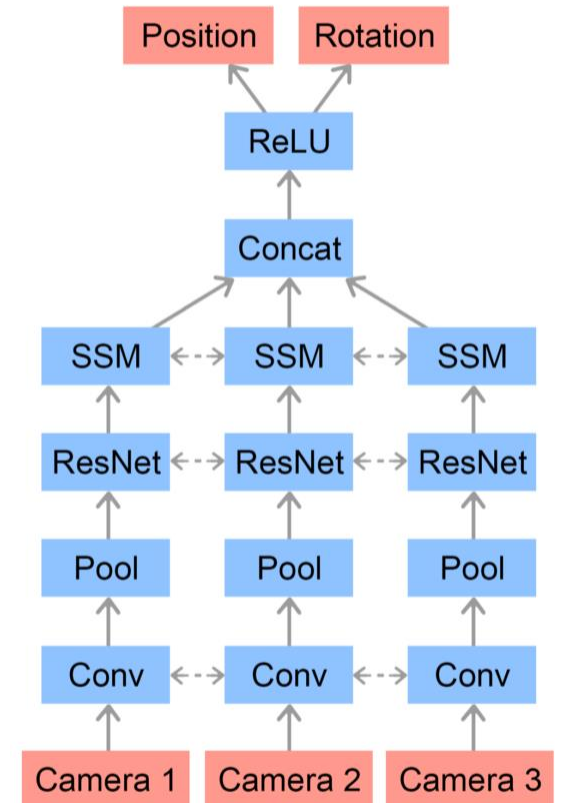 Position Rotation
ReLU
Concat
SSM SSM SSM
ResNet ResNet ResNet
Pool Pool Pool
Conv Conv Conv
Camera 1 Camera 2 Camera 3